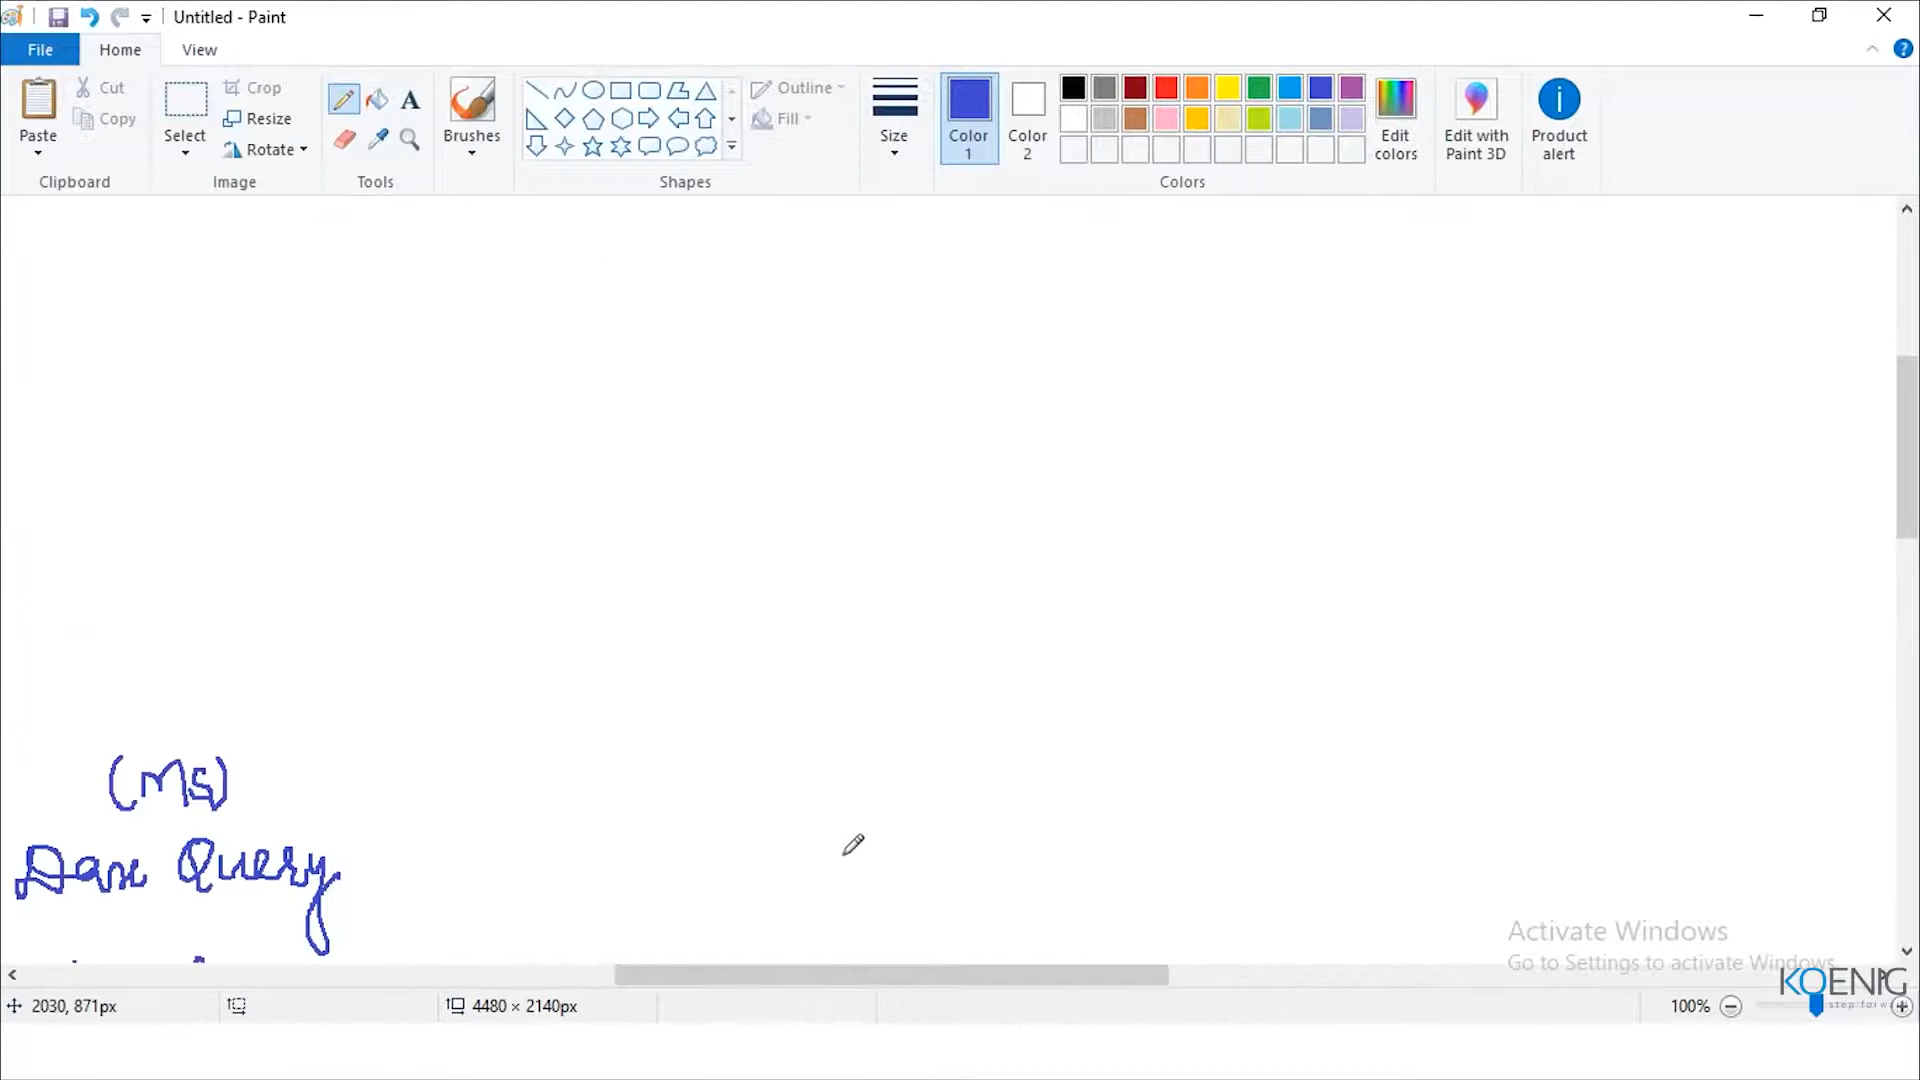 Untitled - Paint
File Home View
Paste
Cut
Copy
Clipboard
Select
Crop
Resize
Rotate
Image
A
Tools
Brushes
Shapes
Outline
Fill
Size
Color 1
Color 2
Colors
Edit colors
Edit with Paint 3D
Product alert
(MS)
Dax Query
Activate Windows
Go to Settings to activate Windows.
KOENIG
step forward
2030, 871px
4480 × 2140px
100%